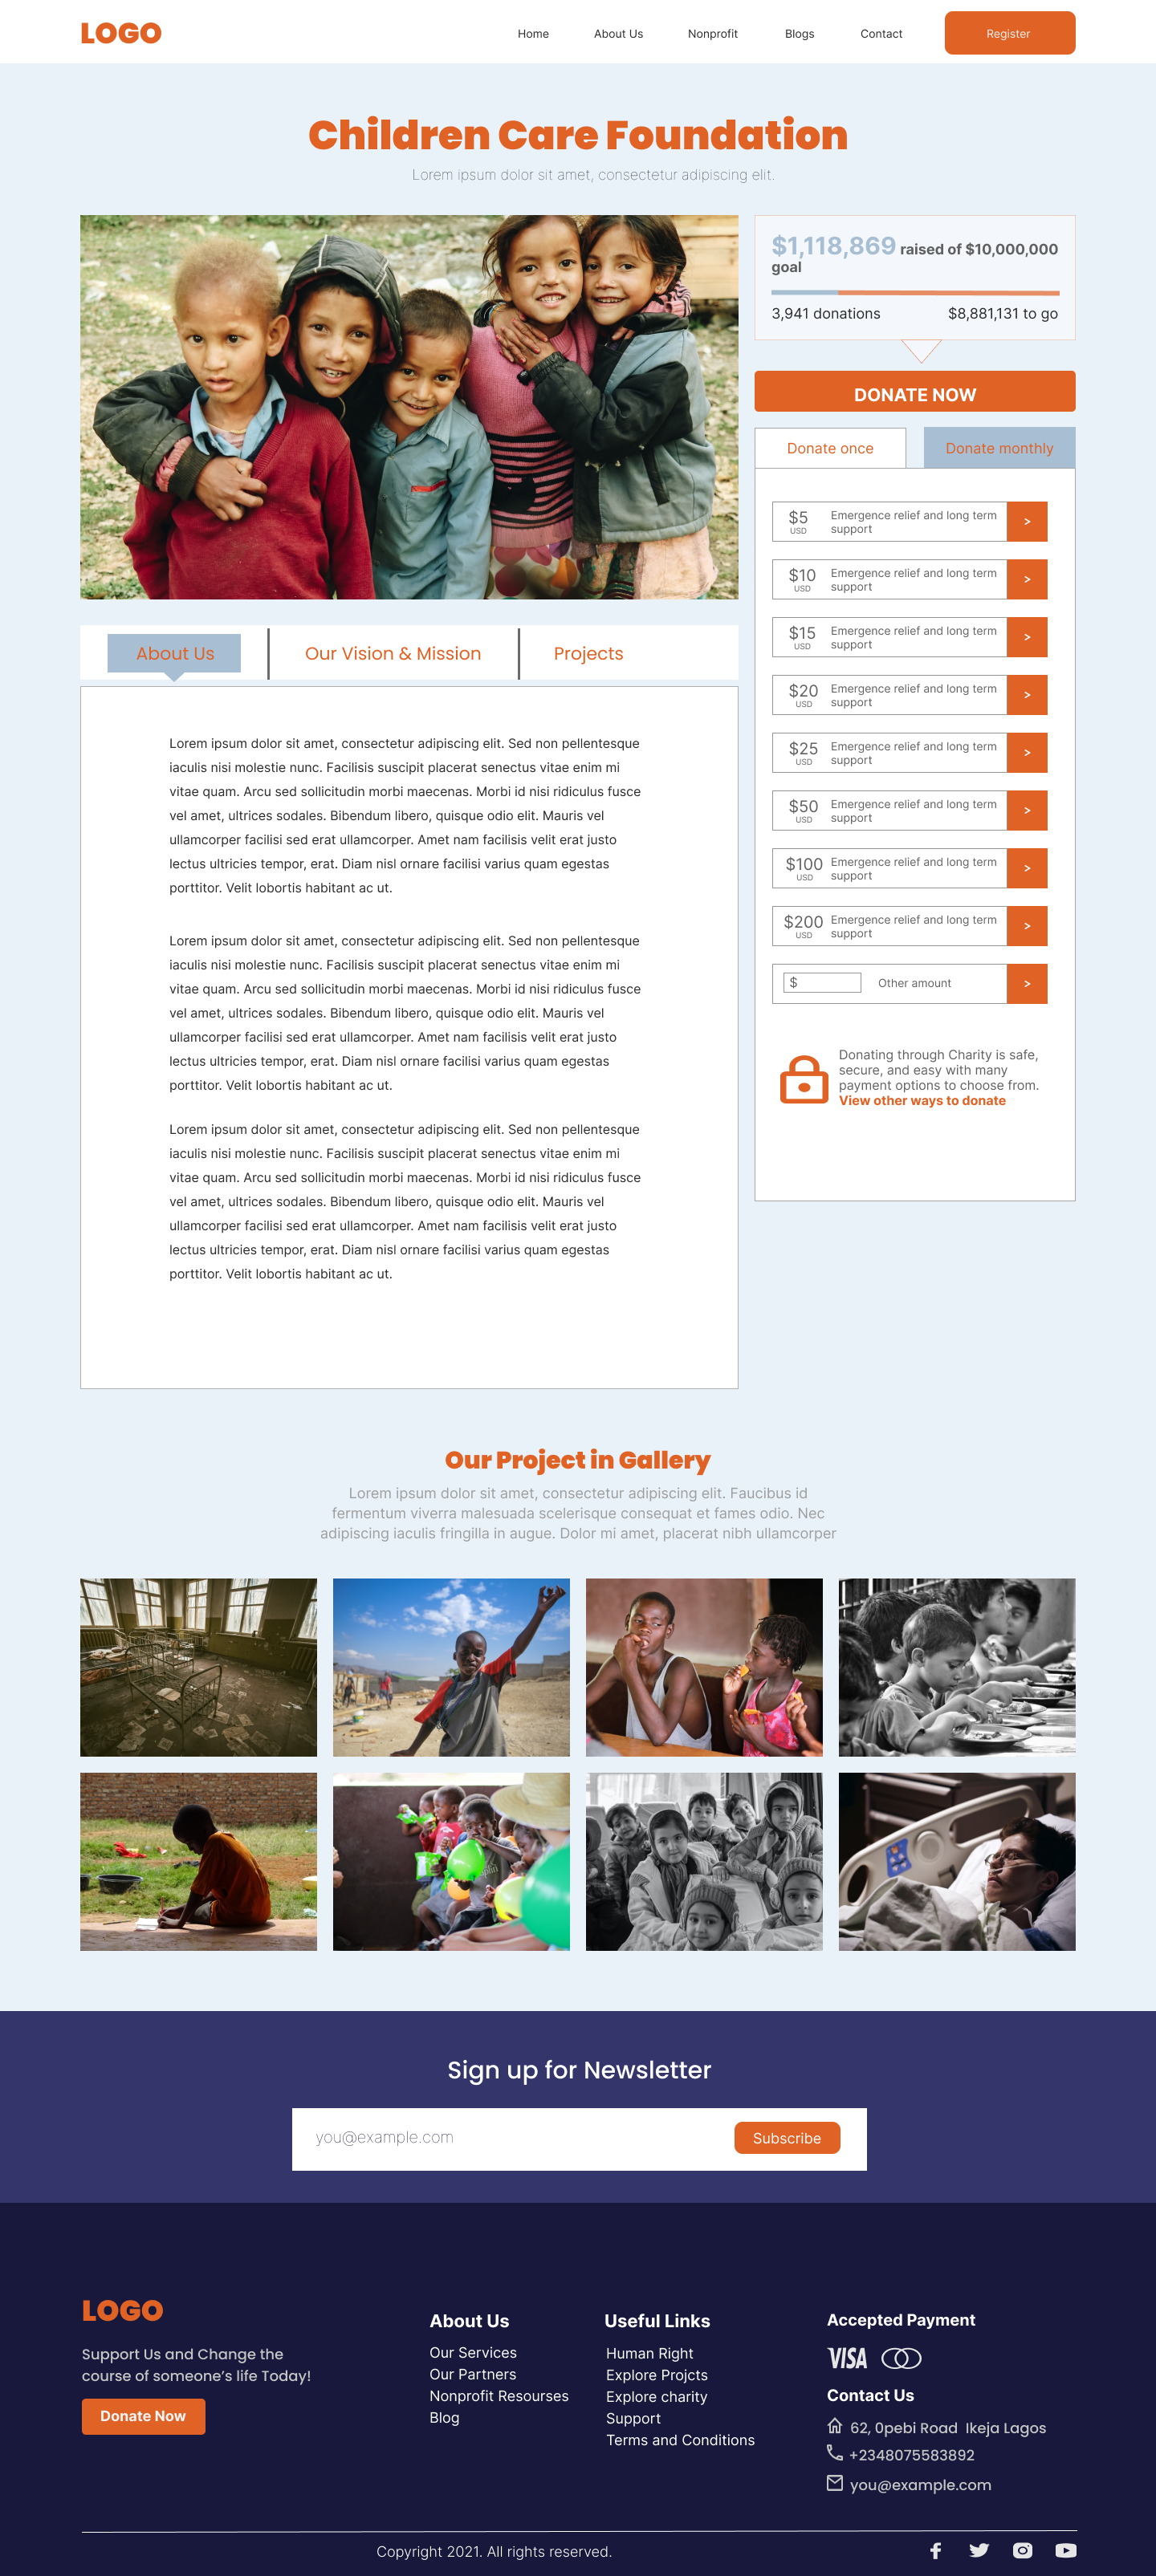 LOGO
Home About Us Nonprofit Blogs Contact Register
Children Care Foundation
Lorem ipsum dolor sit amet, consectetur adipiscing elit.
$1,118,869 raised of $10,000,000
goal
3,941 donations $8,881,131 to go
DONATE NOW
Donate once Donate monthly
$5 USD Emergence relief and long term
support >
$10 USD Emergence relief and long term
support >
$15 USD Emergence relief and long term
support >
$20 USD Emergence relief and long term
support >
$25 USD Emergence relief and long term
support >
$50 USD Emergence relief and long term
support >
$100 USD Emergence relief and long term
support >
$200 USD Emergence relief and long term
support >
$ Other amount >
Donating through Charity is safe,
secure, and easy with many
payment options to choose from.
View other ways to donate
About Us Our Vision & Mission Projects
Lorem ipsum dolor sit amet, consectetur adipiscing elit. Sed non pellentesque
iaculis nisi molestie nunc. Facilisis suscipit placerat senectus vitae enim mi
vitae quam. Arcu sed sollicitudin morbi maecenas. Morbi id nisi ridiculus fusce
vel amet, ultrices sodales. Bibendum libero, quisque odio elit. Mauris vel
ullamcorper facilisi sed erat ullamcorper. Amet nam facilisis velit erat justo
lectus ultricies tempor, erat. Diam nisl ornare facilisi varius quam egestas
porttitor. Velit lobortis habitant ac ut.
Lorem ipsum dolor sit amet, consectetur adipiscing elit. Sed non pellentesque
iaculis nisi molestie nunc. Facilisis suscipit placerat senectus vitae enim mi
vitae quam. Arcu sed sollicitudin morbi maecenas. Morbi id nisi ridiculus fusce
vel amet, ultrices sodales. Bibendum libero, quisque odio elit. Mauris vel
ullamcorper facilisi sed erat ullamcorper. Amet nam facilisis velit erat justo
lectus ultricies tempor, erat. Diam nisl ornare facilisi varius quam egestas
porttitor. Velit lobortis habitant ac ut.
Lorem ipsum dolor sit amet, consectetur adipiscing elit. Sed non pellentesque
iaculis nisi molestie nunc. Facilisis suscipit placerat senectus vitae enim mi
vitae quam. Arcu sed sollicitudin morbi maecenas. Morbi id nisi ridiculus fusce
vel amet, ultrices sodales. Bibendum libero, quisque odio elit. Mauris vel
ullamcorper facilisi sed erat ullamcorper. Amet nam facilisis velit erat justo
lectus ultricies tempor, erat. Diam nisl ornare facilisi varius quam egestas
porttitor. Velit lobortis habitant ac ut.
Our Project in Gallery
Lorem ipsum dolor sit amet, consectetur adipiscing elit. Faucibus id
fermentum viverra malesuada scelerisque consequat et fames odio. Nec
adipiscing iaculis fringilla in augue. Dolor mi amet, placerat nibh ullamcorper
Sign up for Newsletter
you@example.com Subscribe
LOGO
Support Us and Change the
course of someone’s life Today!
Donate Now
About Us
Our Services
Our Partners
Nonprofit Resourses
Blog
Useful Links
Human Right
Explore Projcts
Explore charity
Support
Terms and Conditions
Accepted Payment
VISA
Contact Us
62, Opebi Road Ikeja Lagos
+2348075583892
you@example.com
Copyright 2021. All rights reserved.